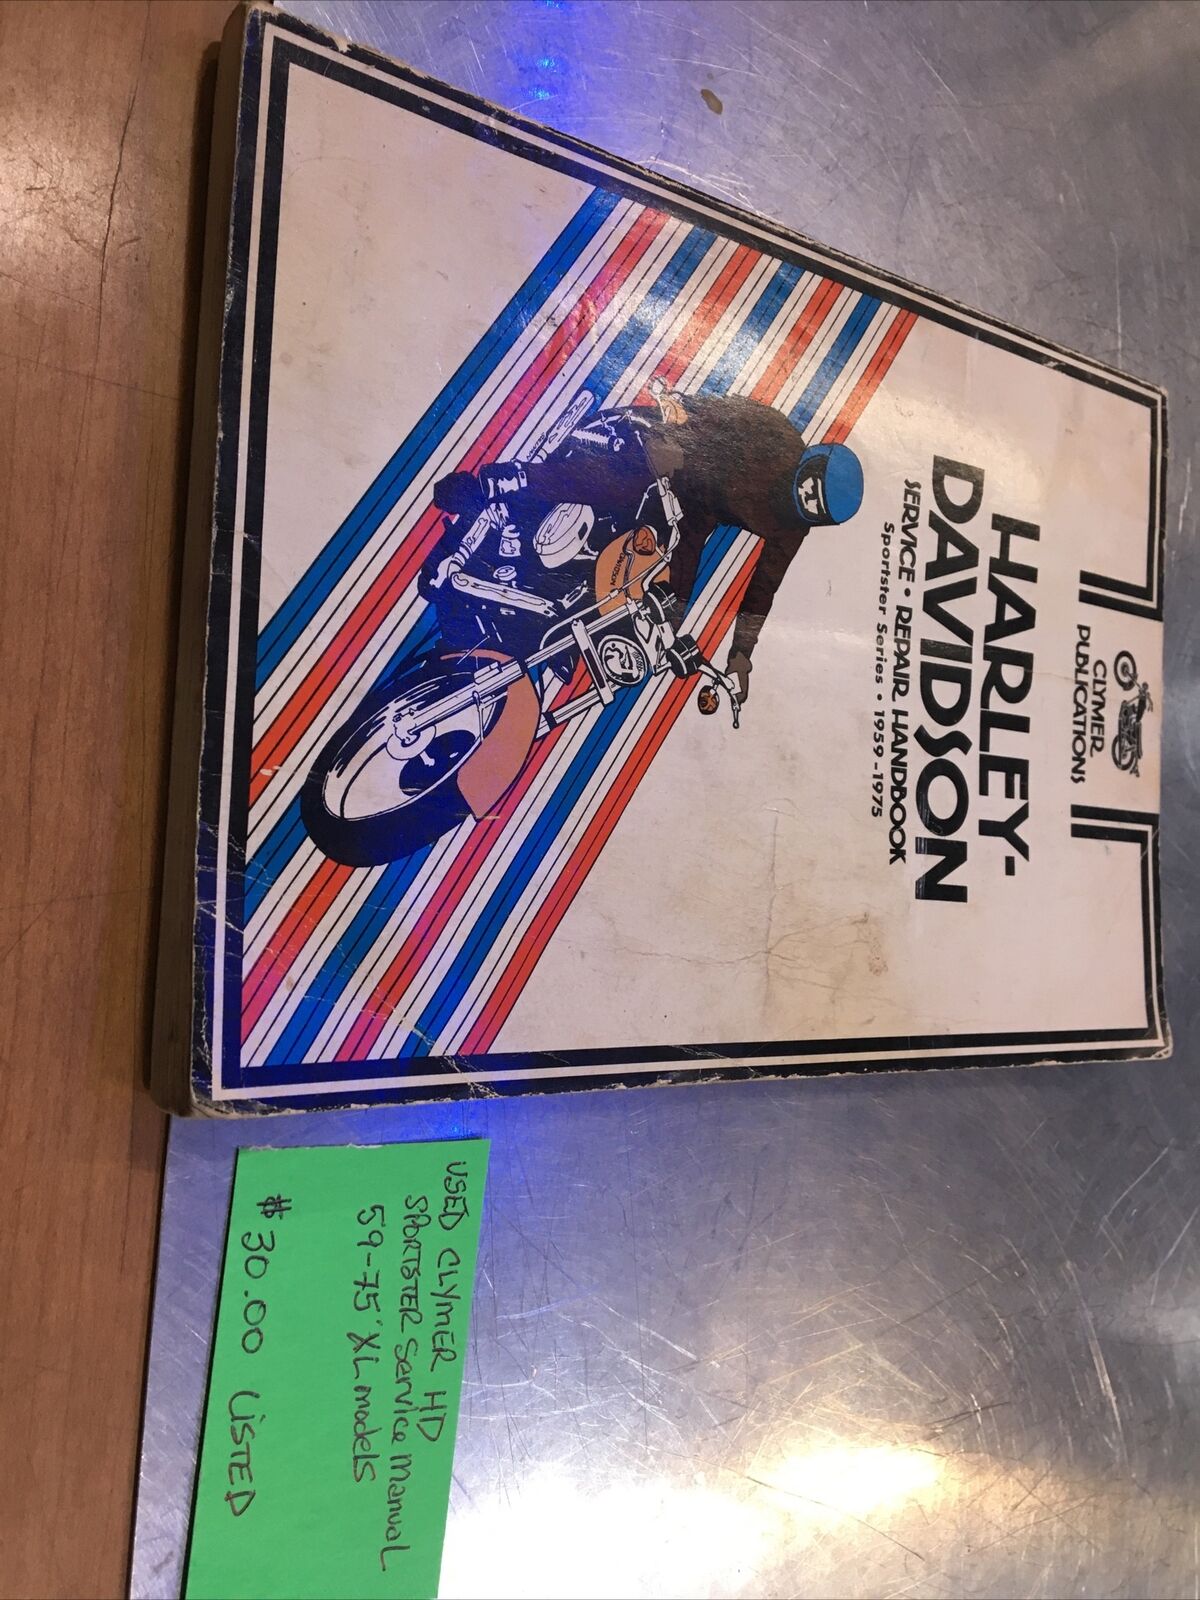 CLYMER
PUBLICATIONS
HARLEY-
DAVIDSON
SERVICE • REPAIR HANDBOOK
Sportster Series • 1959-1975
DAVIDSON
USED CLYMER HD
SPORTSTER Service Manual
59-75' XL models
$30.00 LiSTED